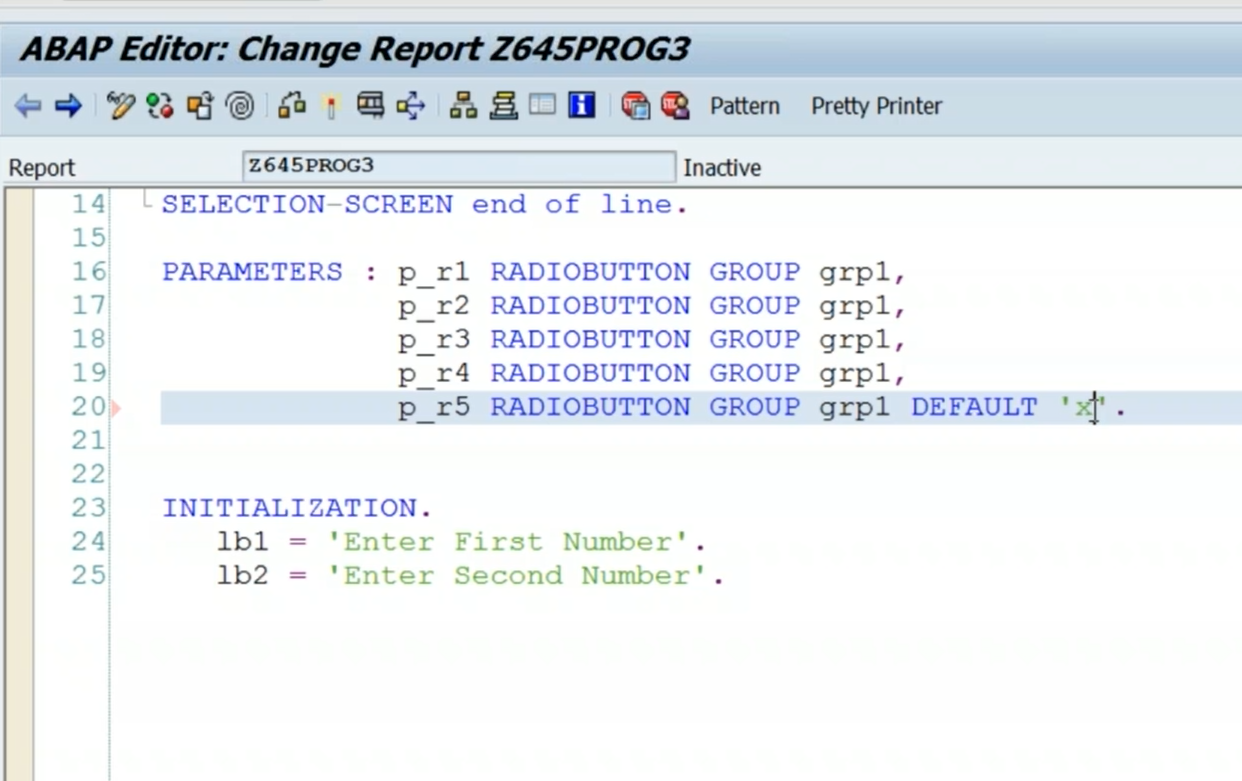 ABAP Editor: Change Report Z645PROG3
Pattern Pretty Printer
Report Z645PROG3 Inactive
14 SELECTION-SCREEN end of line.
15
16 PARAMETERS : p_r1 RADIOBUTTON GROUP grp1,
17 p_r2 RADIOBUTTON GROUP grp1,
18 p_r3 RADIOBUTTON GROUP grp1,
19 p_r4 RADIOBUTTON GROUP grp1,
20 p_r5 RADIOBUTTON GROUP grp1 DEFAULT 'x'.
21
22
23 INITIALIZATION.
24 lb1 = 'Enter First Number'.
25 lb2 = 'Enter Second Number'.